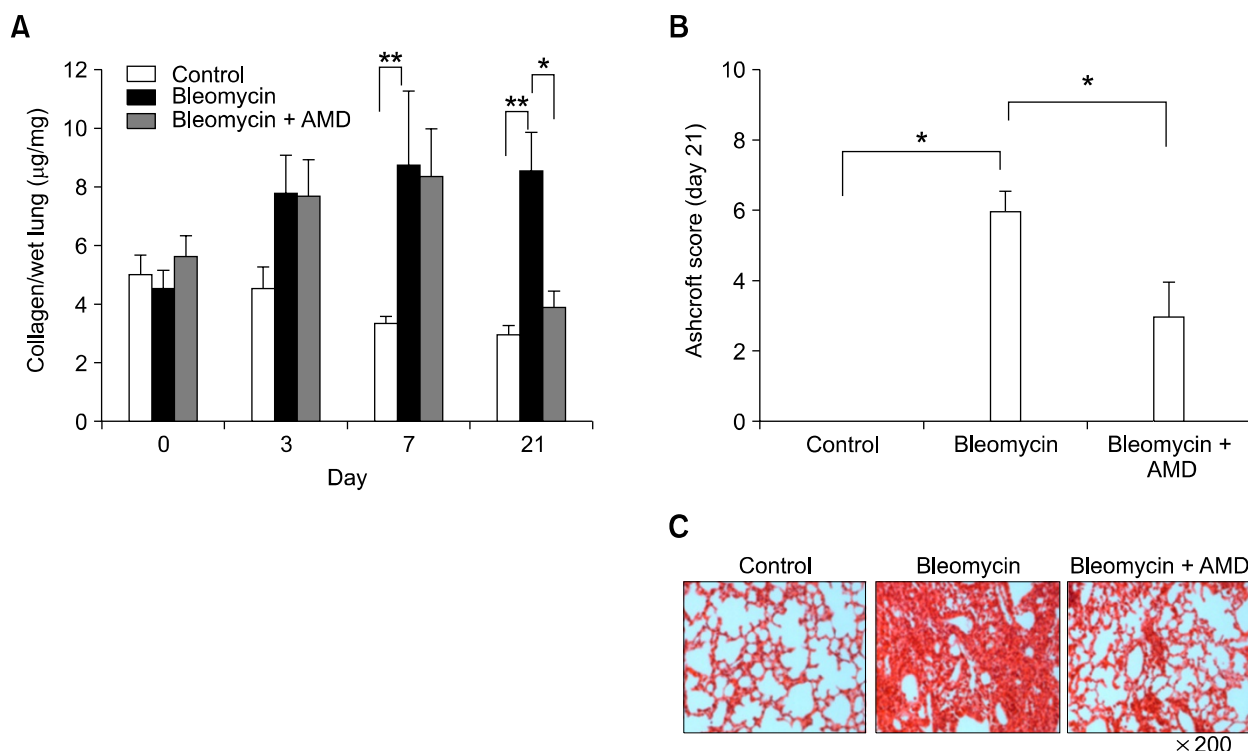 A
Collagen/wet lung (μg/mg)
12
10
8
6
4
2
0
Control
Bleomycin
Bleomycin + AMD
**
**
*
0 3 7 21
Day
B
Ashcroft score (day 21)
10
8
6
4
2
0
*
*
Control Bleomycin Bleomycin +
AMD
C
Control Bleomycin Bleomycin + AMD
×200